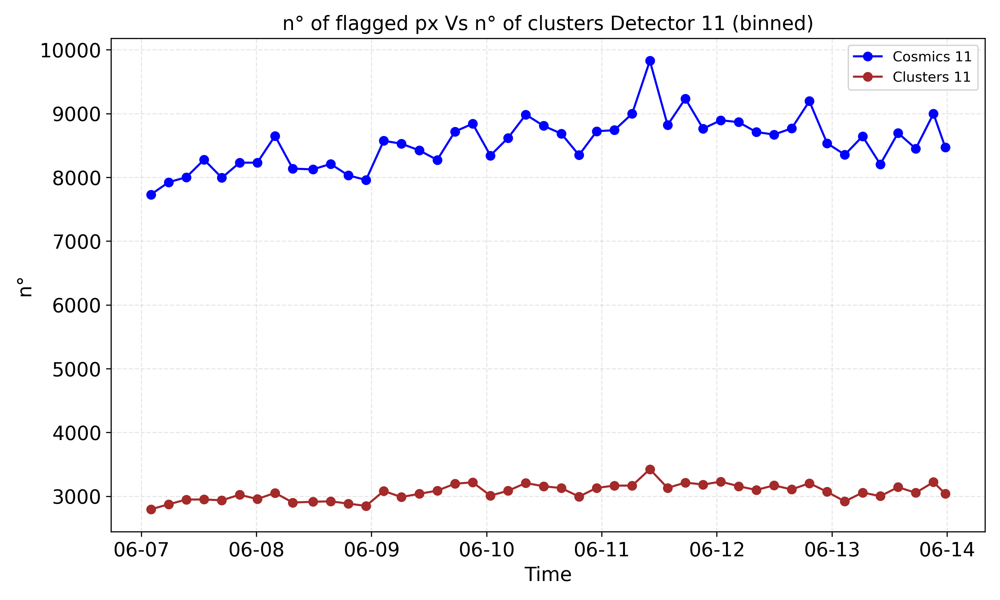 n° of flagged px Vs n° of clusters Detector 11 (binned)
Cosmics 11
Clusters 11
10000
9000
8000
7000
6000
5000
4000
3000
n°
06-07 06-08 06-09 06-10 06-11 06-12 06-13 06-14
Time